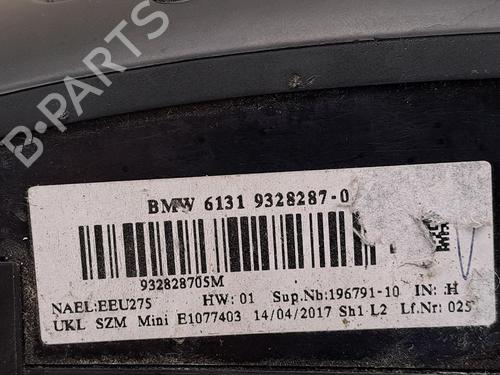 B-Parts
BMW 6131 9328287-0
932828705M
NAEL:EEU275 HW: 01 Sup.Nb:196791-10 IN: :H
UKL SZM Mini E1077403 14/04/2017 Sh1 L2 Lf.Nr: 025